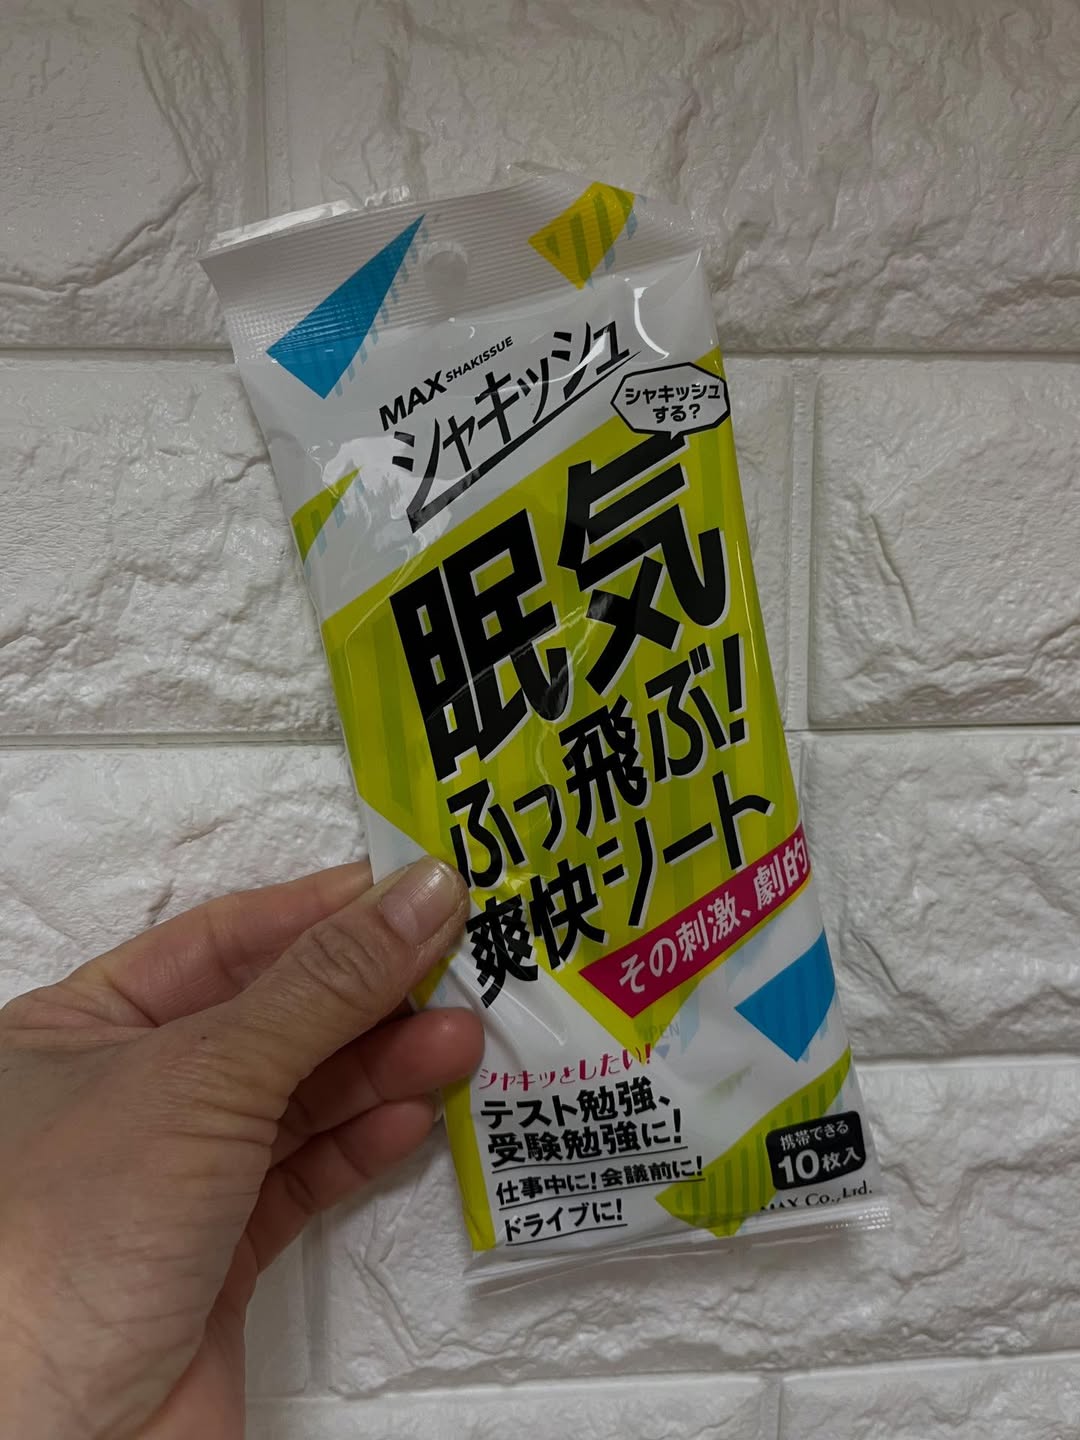 MAX SHAKISSUE
シャキッシュ
シャキッシュ
する?
眠気
ふっ飛ぶ!
爽快シート
その刺激、劇的
OPEN
シャキッとしたい!
テスト勉強、
受験勉強に!
仕事中に!会議前に!
ドライブに!
携帯できる
10枚入
MAX Co.,Ltd.